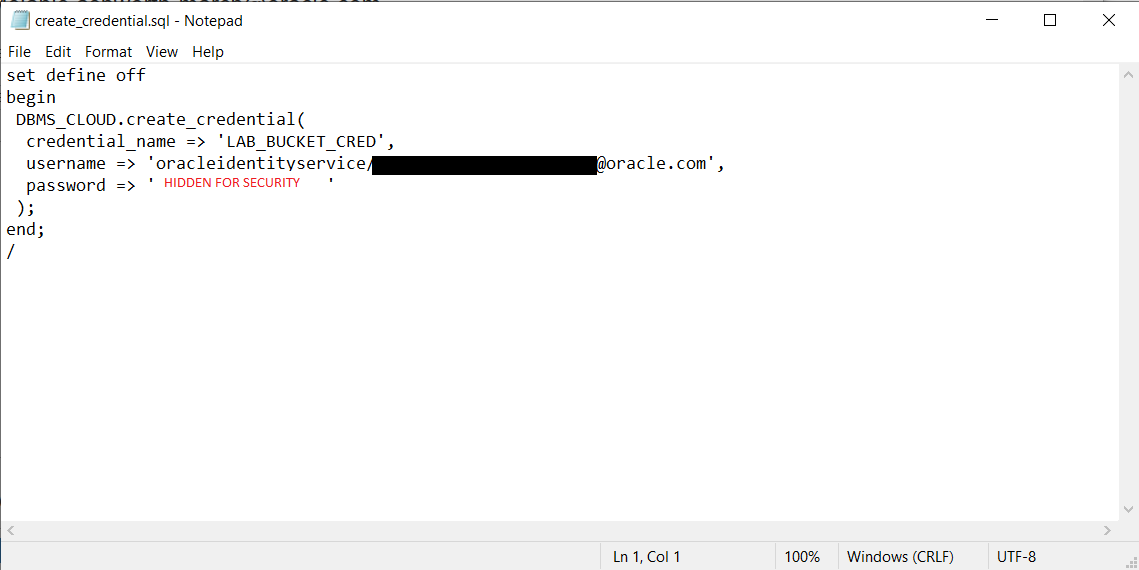 create_credential.sql - Notepad
File Edit Format View Help
set define off
begin
DBMS_CLOUD.create_credential(
credential_name => 'LAB_BUCKET_CRED',
username => 'oracleidentityservice/@oracle.com',
password => ' HIDDEN FOR SECURITY '
);
end;
/
Ln 1, Col 1 100% Windows (CRLF) UTF-8